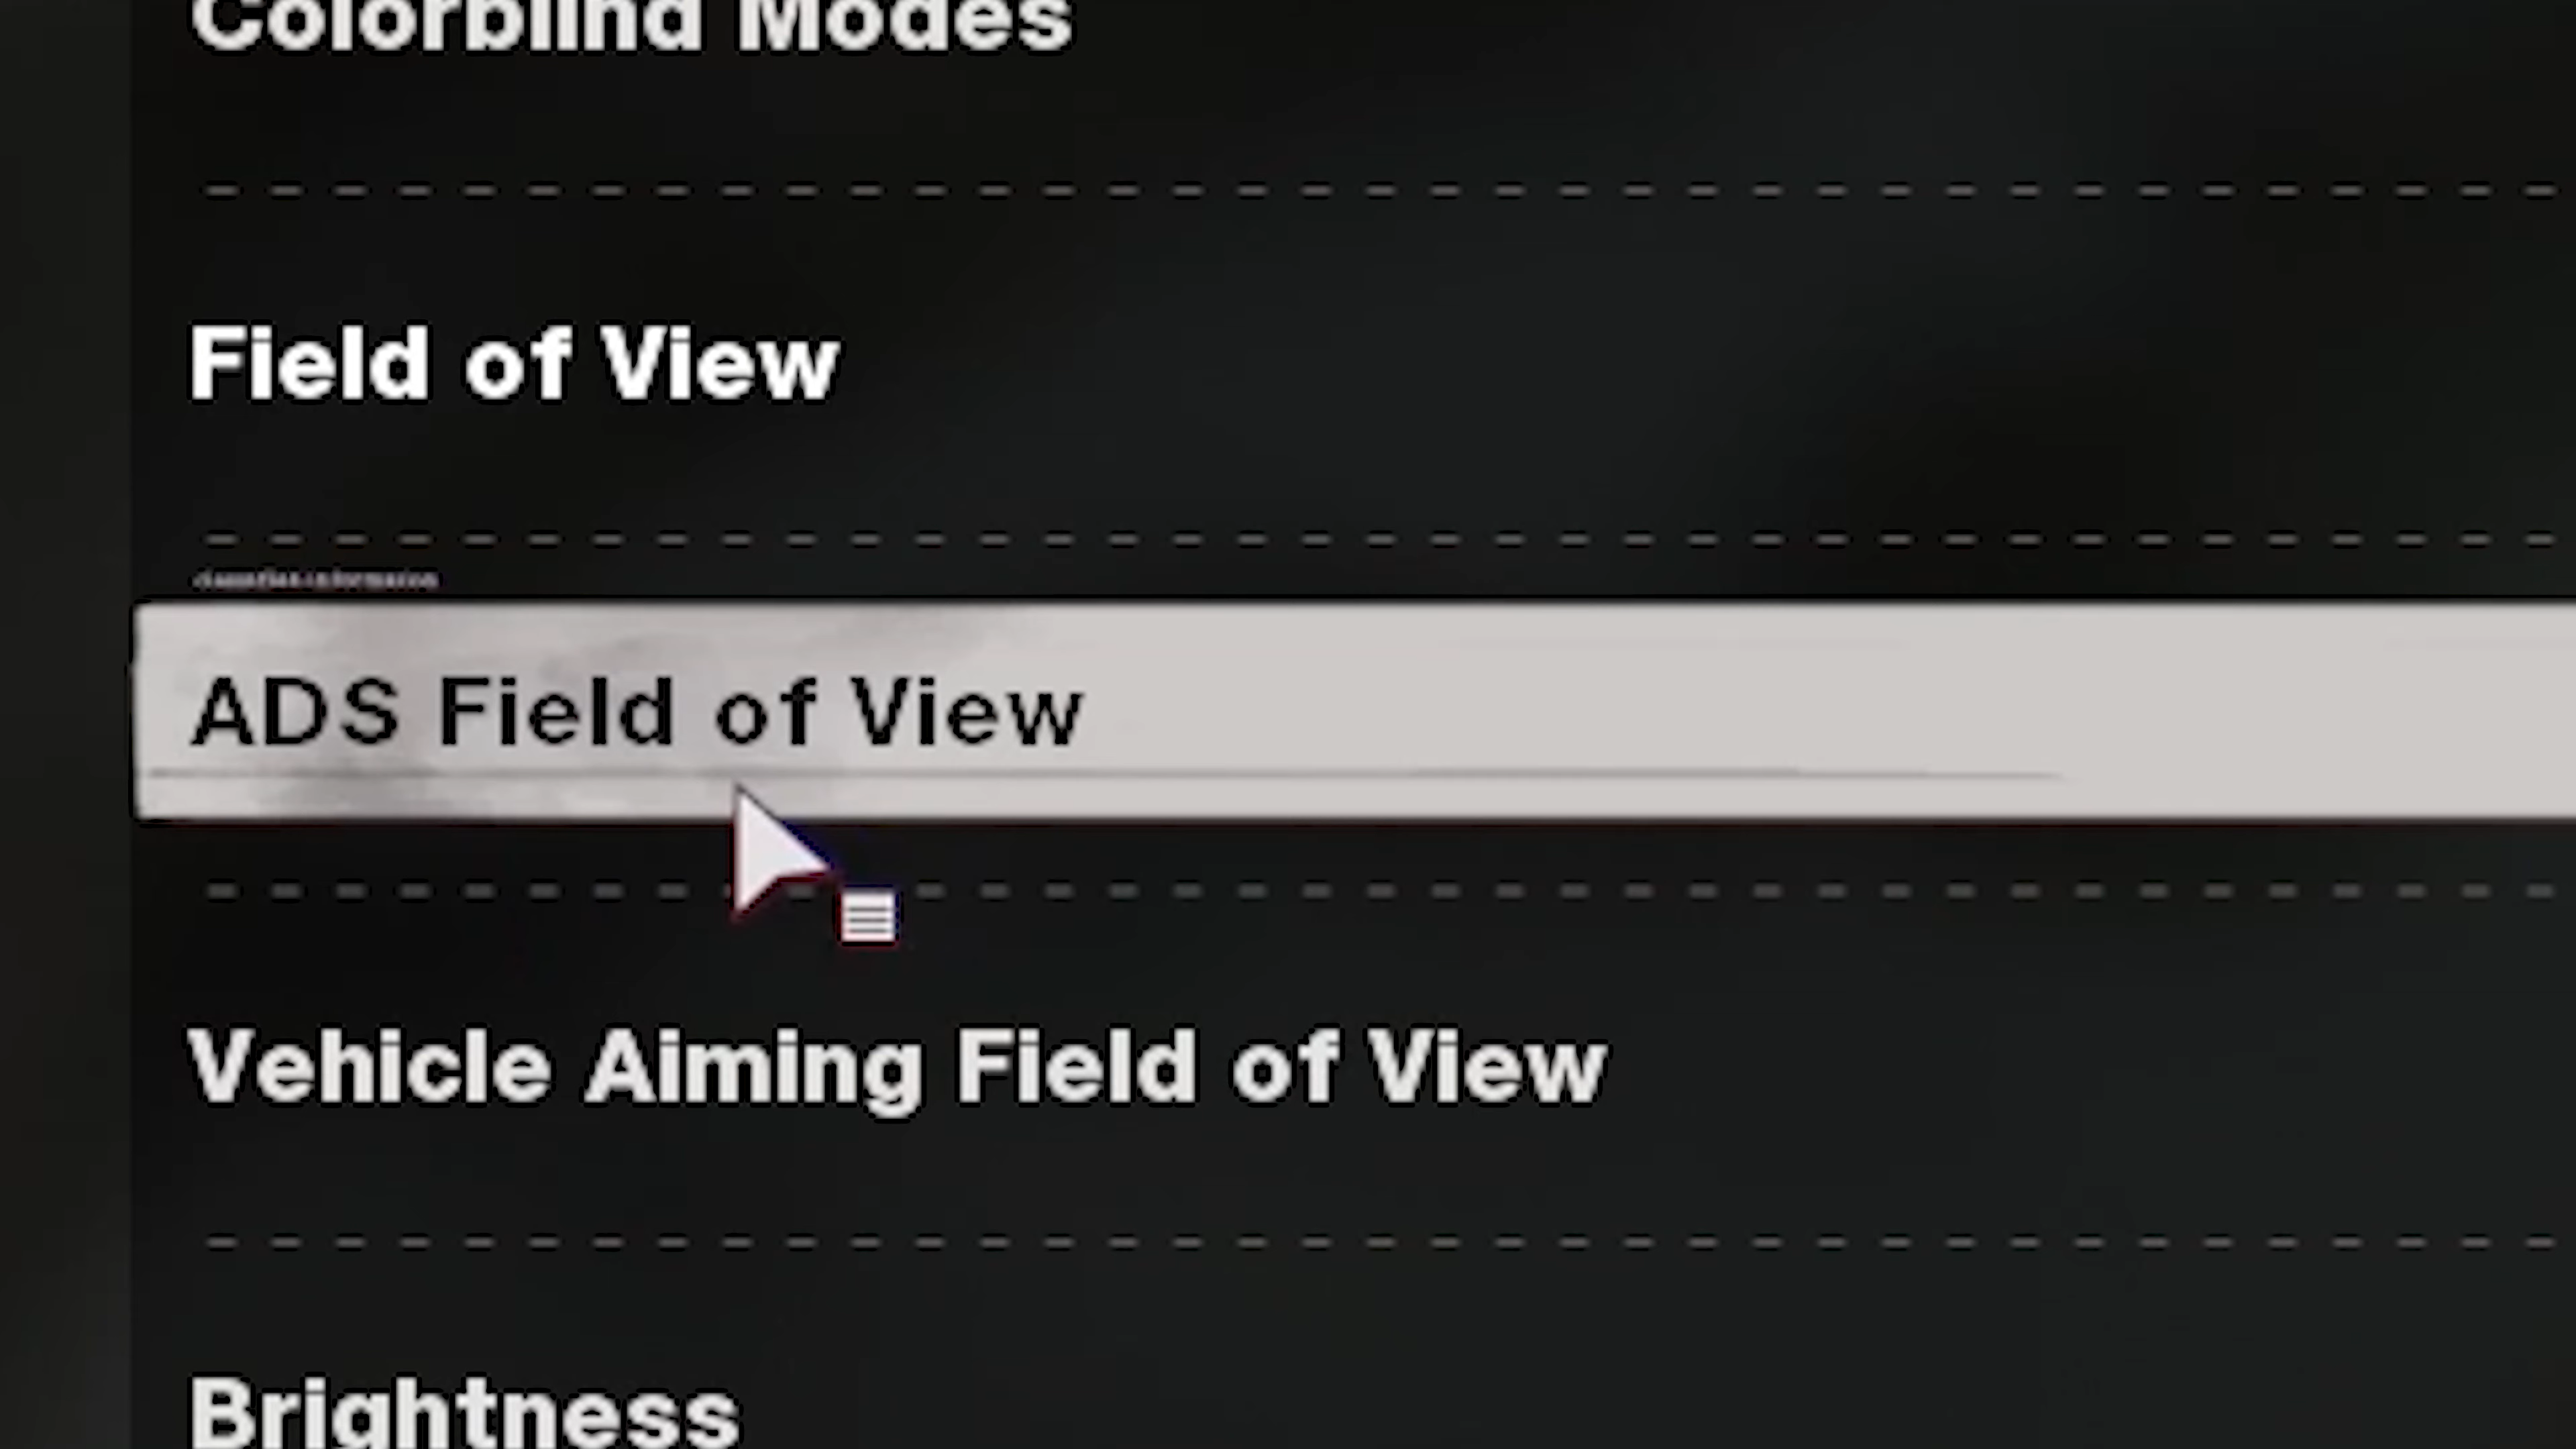 Colorblind Modes
Field of View
ADS Field of View
Vehicle Aiming Field of View
Brightness